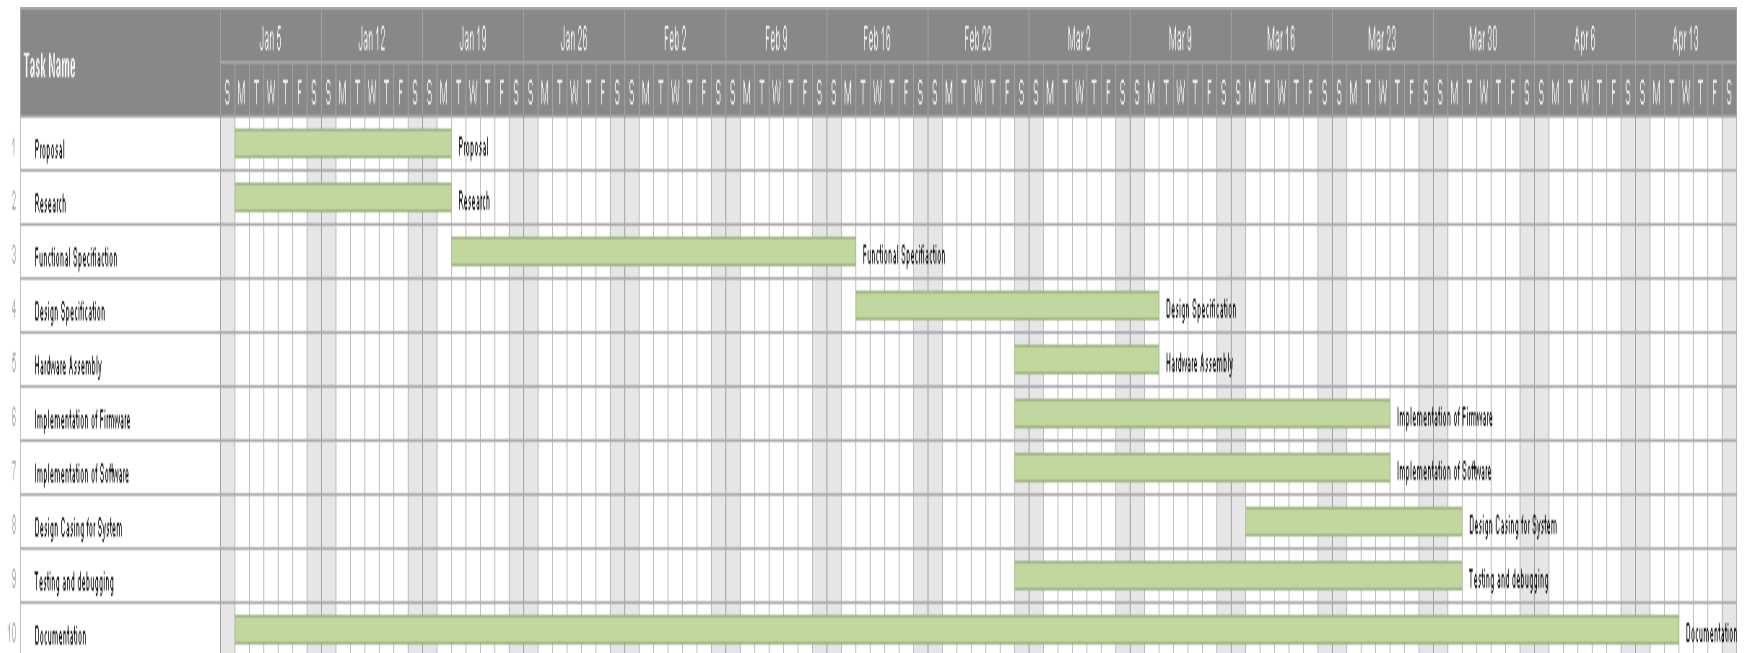 Task Name
Jan 5 Jan 12 Jan 19 Jan 26 Feb 2 Feb 9 Feb 16 Feb 23 Mar 2 Mar 9 Mar 16 Mar 23 Mar 30 Apr 6 Apr 13
S M T W T F S S M T W T F S S M T W T F S S M T W T F S S M T W T F S S M T W T F S S M T W T F S S M T W T F S S M T W T F S S M T W T F S S M T W T F S S M T W T F S S M T W T F S S M T W T F S S M T W T F S
1 Proposal Proposal
2 Research Research
3 Functional Specifiaction Functional Specifiaction
4 Design Specification Design Specification
5 Hardware Assembly Hardware Assembly
6 Implementation of Firmware Implementation of Firmware
7 Implementation of Software Implementation of Software
8 Design Casing for System Design Casing for System
9 Testing and debugging Testing and debugging
10 Documentation Documentation